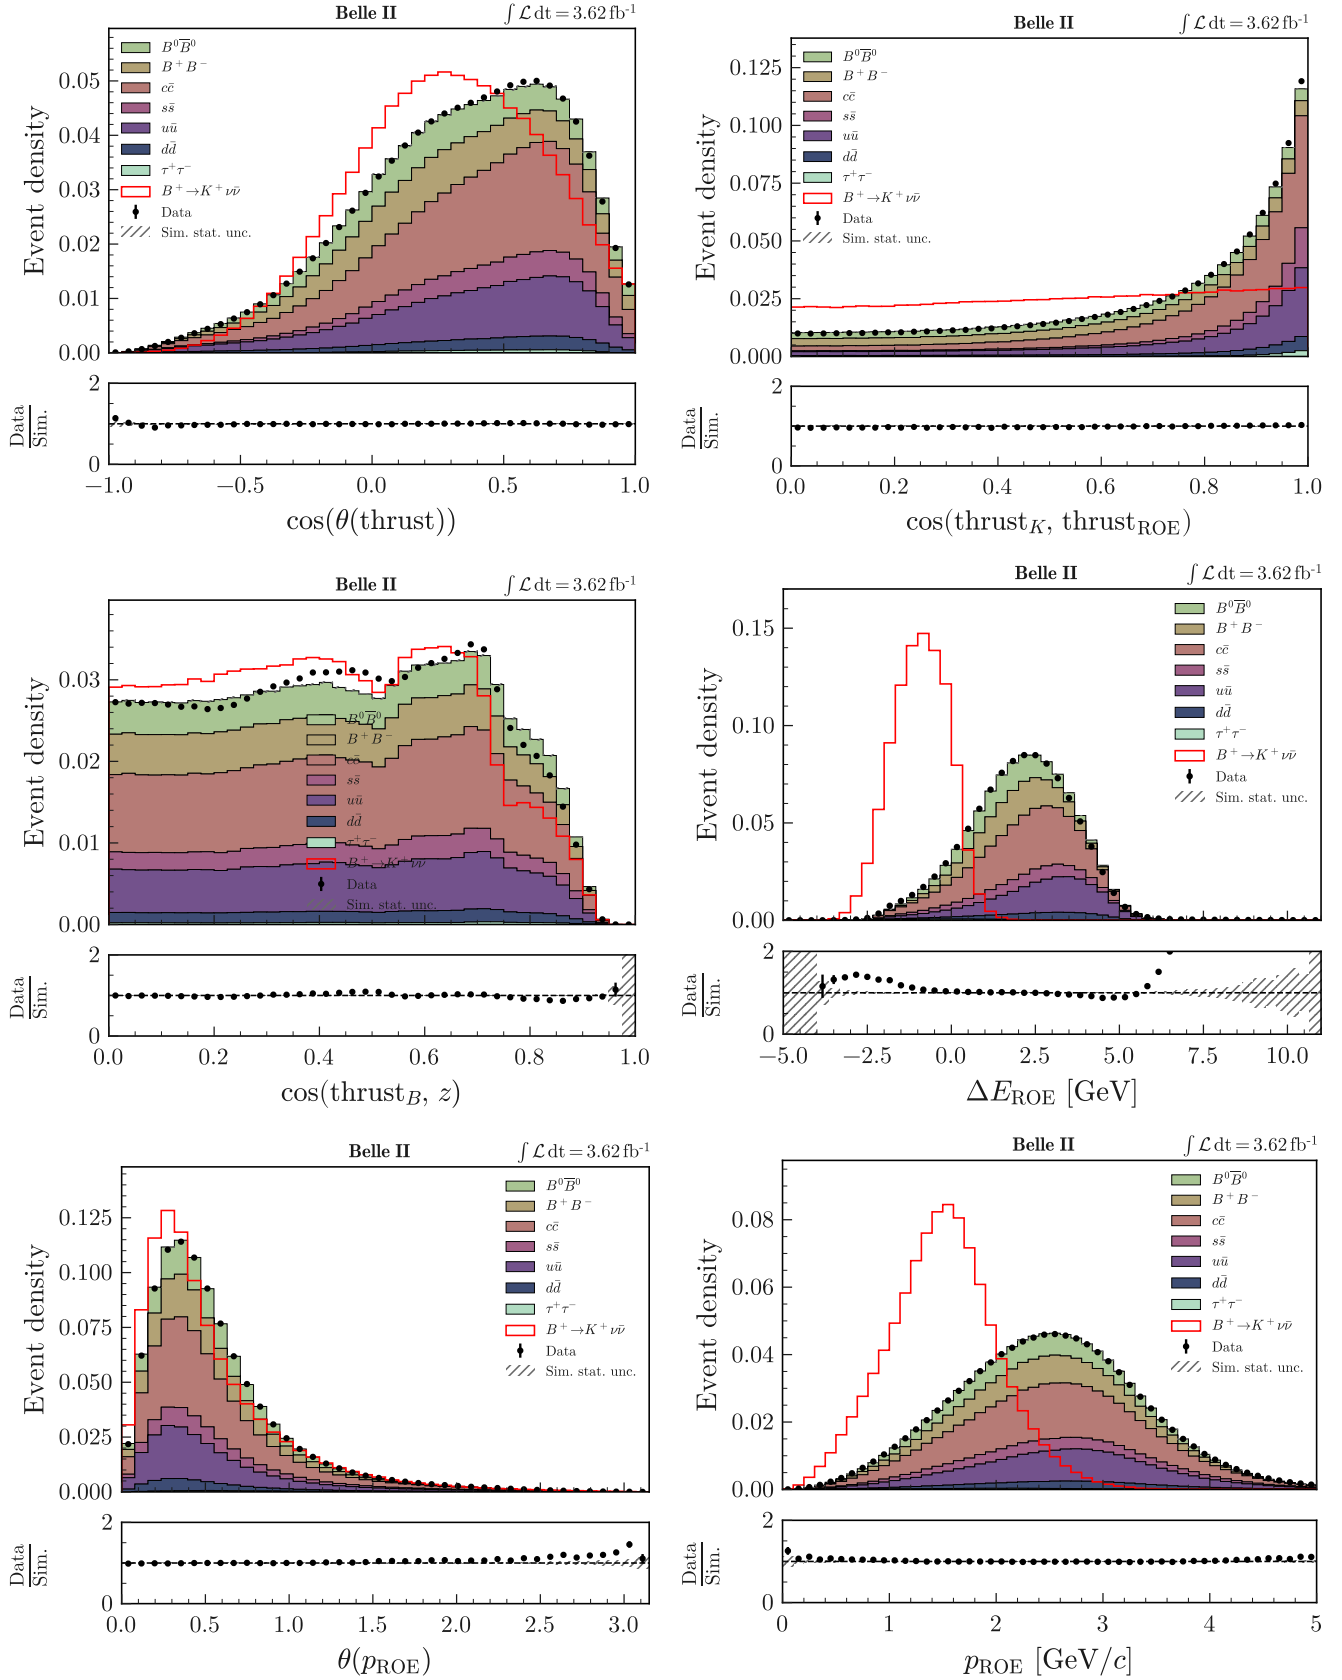 Belle II
∫ ℒ dt = 3.62 fb⁻¹
B⁰B̅⁰
B⁺B⁻
cc̄
ss̄
uū
dd̄
τ⁺τ⁻
B⁺→K⁺νν̄
Data
Sim. stat. unc.
Event density
0.05
0.04
0.03
0.02
0.01
0.00
Data
Sim.
2
1
0
−1.0 −0.5 0.0 0.5 1.0
cos(θ(thrust))
Belle II
∫ ℒ dt = 3.62 fb⁻¹
B⁰B̅⁰
B⁺B⁻
cc̄
ss̄
uū
dd̄
τ⁺τ⁻
B⁺→K⁺νν̄
Data
Sim. stat. unc.
Event density
0.125
0.100
0.075
0.050
0.025
0.000
Data
Sim.
2
1
0
0.0 0.2 0.4 0.6 0.8 1.0
cos(thrust_K, thrust_ROE)
Belle II
∫ ℒ dt = 3.62 fb⁻¹
B⁰B̅⁰
B⁺B⁻
cc̄
ss̄
uū
dd̄
τ⁺τ⁻
B⁺→K⁺νν̄
Data
Sim. stat. unc.
Event density
0.03
0.02
0.01
0.00
Data
Sim.
2
1
0
0.0 0.2 0.4 0.6 0.8 1.0
cos(thrust_B, z)
Belle II
∫ ℒ dt = 3.62 fb⁻¹
B⁰B̅⁰
B⁺B⁻
cc̄
ss̄
uū
dd̄
τ⁺τ⁻
B⁺→K⁺νν̄
Data
Sim. stat. unc.
Event density
0.15
0.10
0.05
0.00
Data
Sim.
2
1
0
−5.0 −2.5 0.0 2.5 5.0 7.5 10.0
ΔE_ROE [GeV]
Belle II
∫ ℒ dt = 3.62 fb⁻¹
B⁰B̅⁰
B⁺B⁻
cc̄
ss̄
uū
dd̄
τ⁺τ⁻
B⁺→K⁺νν̄
Data
Sim. stat. unc.
Event density
0.125
0.100
0.075
0.050
0.025
0.000
Data
Sim.
2
1
0
0.0 0.5 1.0 1.5 2.0 2.5 3.0
θ(p_ROE)
Belle II
∫ ℒ dt = 3.62 fb⁻¹
B⁰B̅⁰
B⁺B⁻
cc̄
ss̄
uū
dd̄
τ⁺τ⁻
B⁺→K⁺νν̄
Data
Sim. stat. unc.
Event density
0.08
0.06
0.04
0.02
0.00
Data
Sim.
2
1
0
0 1 2 3 4 5
p_ROE [GeV/c]